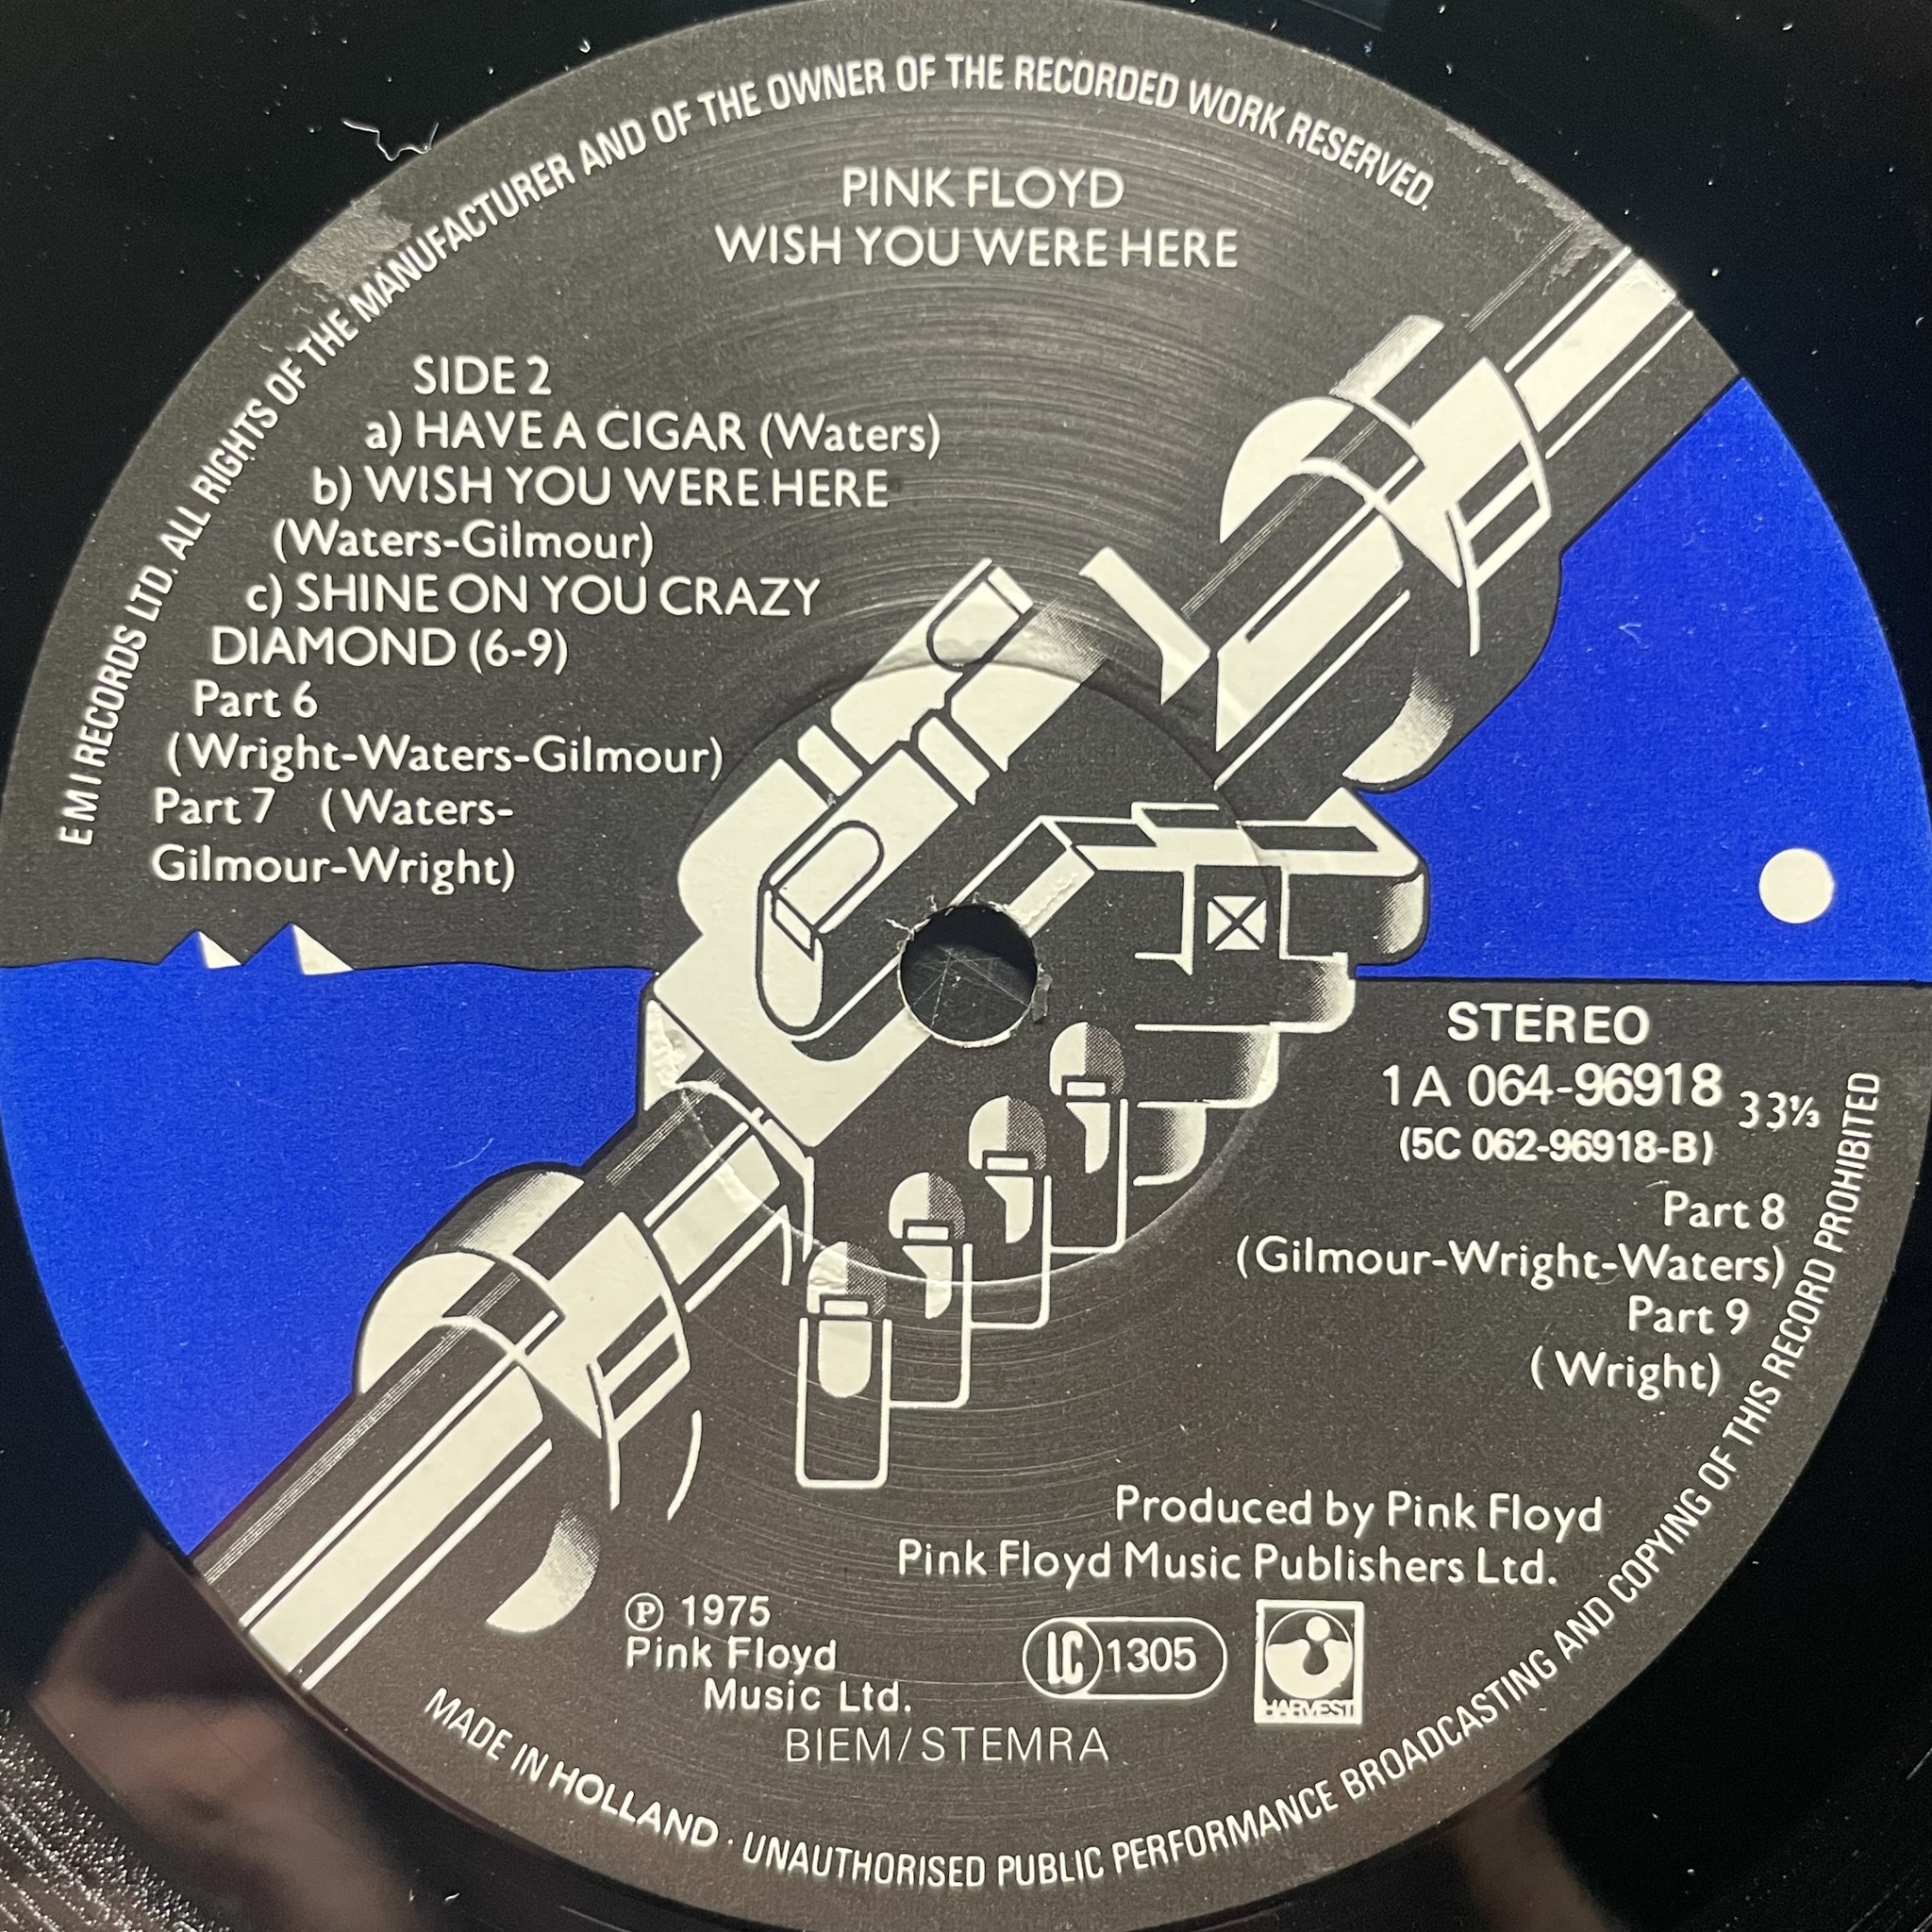 E M I RECORDS LTD. ALL RIGHTS OF THE MANUFACTURER AND OF THE OWNER OF THE RECORDED WORK RESERVED.
PINK FLOYD
WISH YOU WERE HERE
SIDE 2
a) HAVE A CIGAR (Waters)
b) WISH YOU WERE HERE
(Waters-Gilmour)
c) SHINE ON YOU CRAZY
DIAMOND (6-9)
Part 6
(Wright-Waters-Gilmour)
Part 7 (Waters-
Gilmour-Wright)
STEREO
1A 064-96918
33⅓
(5C 062-96918-B)
Part 8
(Gilmour-Wright-Waters)
Part 9
( Wright)
Produced by Pink Floyd
Pink Floyd Music Publishers Ltd.
℗ 1975
Pink Floyd
Music Ltd.
LC 1305
HARVEST
BIEM/STEMRA
MADE IN HOLLAND · UNAUTHORISED PUBLIC PERFORMANCE BROADCASTING AND COPYING OF THIS RECORD PROHIBITED